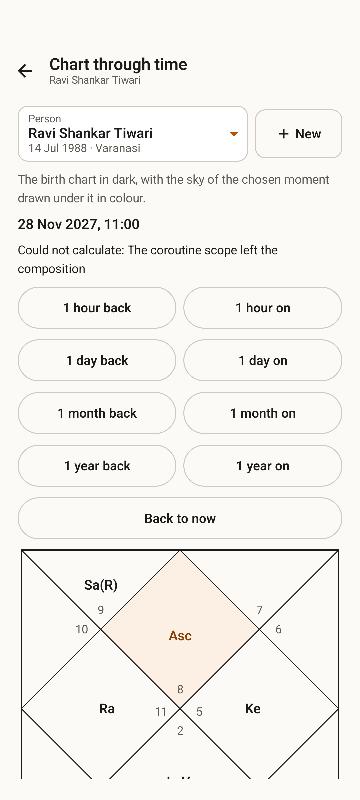 Chart through time
Ravi Shankar Tiwari
Person
Ravi Shankar Tiwari
14 Jul 1988 · Varanasi
+ New
The birth chart in dark, with the sky of the chosen moment
drawn under it in colour.
28 Nov 2027, 11:00
Could not calculate: The coroutine scope left the
composition
1 hour back
1 hour on
1 day back
1 day on
1 month back
1 month on
1 year back
1 year on
Back to now
Sa(R)
9
7
10
Asc
6
8
Ra
11
5
Ke
2